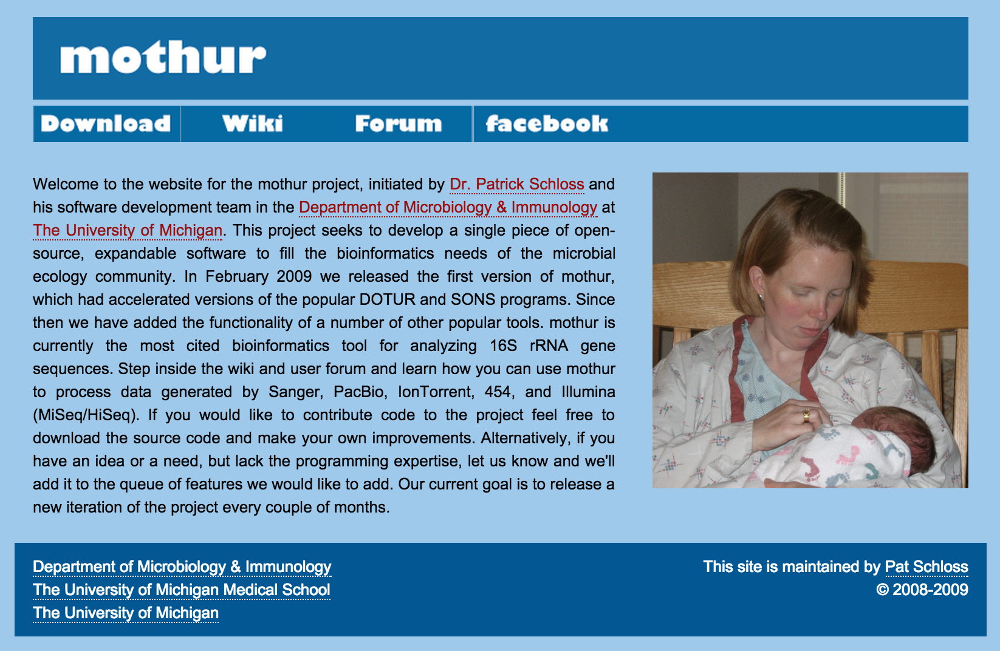 mothur
Download Wiki Forum facebook
Welcome to the website for the mothur project, initiated by Dr. Patrick Schloss and
his software development team in the Department of Microbiology & Immunology at
The University of Michigan. This project seeks to develop a single piece of open-
source, expandable software to fill the bioinformatics needs of the microbial
ecology community. In February 2009 we released the first version of mothur,
which had accelerated versions of the popular DOTUR and SONS programs. Since
then we have added the functionality of a number of other popular tools. mothur is
currently the most cited bioinformatics tool for analyzing 16S rRNA gene
sequences. Step inside the wiki and user forum and learn how you can use mothur
to process data generated by Sanger, PacBio, IonTorrent, 454, and Illumina
(MiSeq/HiSeq). If you would like to contribute code to the project feel free to
download the source code and make your own improvements. Alternatively, if you
have an idea or a need, but lack the programming expertise, let us know and we'll
add it to the queue of features we would like to add. Our current goal is to release a
new iteration of the project every couple of months.
Department of Microbiology & Immunology
The University of Michigan Medical School
The University of Michigan
This site is maintained by Pat Schloss
© 2008-2009